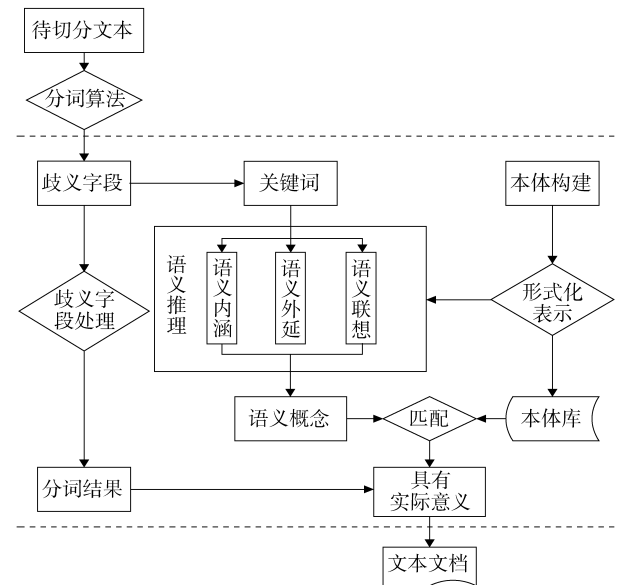 待切分文本
分词算法
歧义字段
关键词
本体构建
语义推理
语义内涵
语义外延
语义联想
歧义字
段处理
形式化
表示
语义概念
匹配
本体库
分词结果
具有
实际意义
文本文档